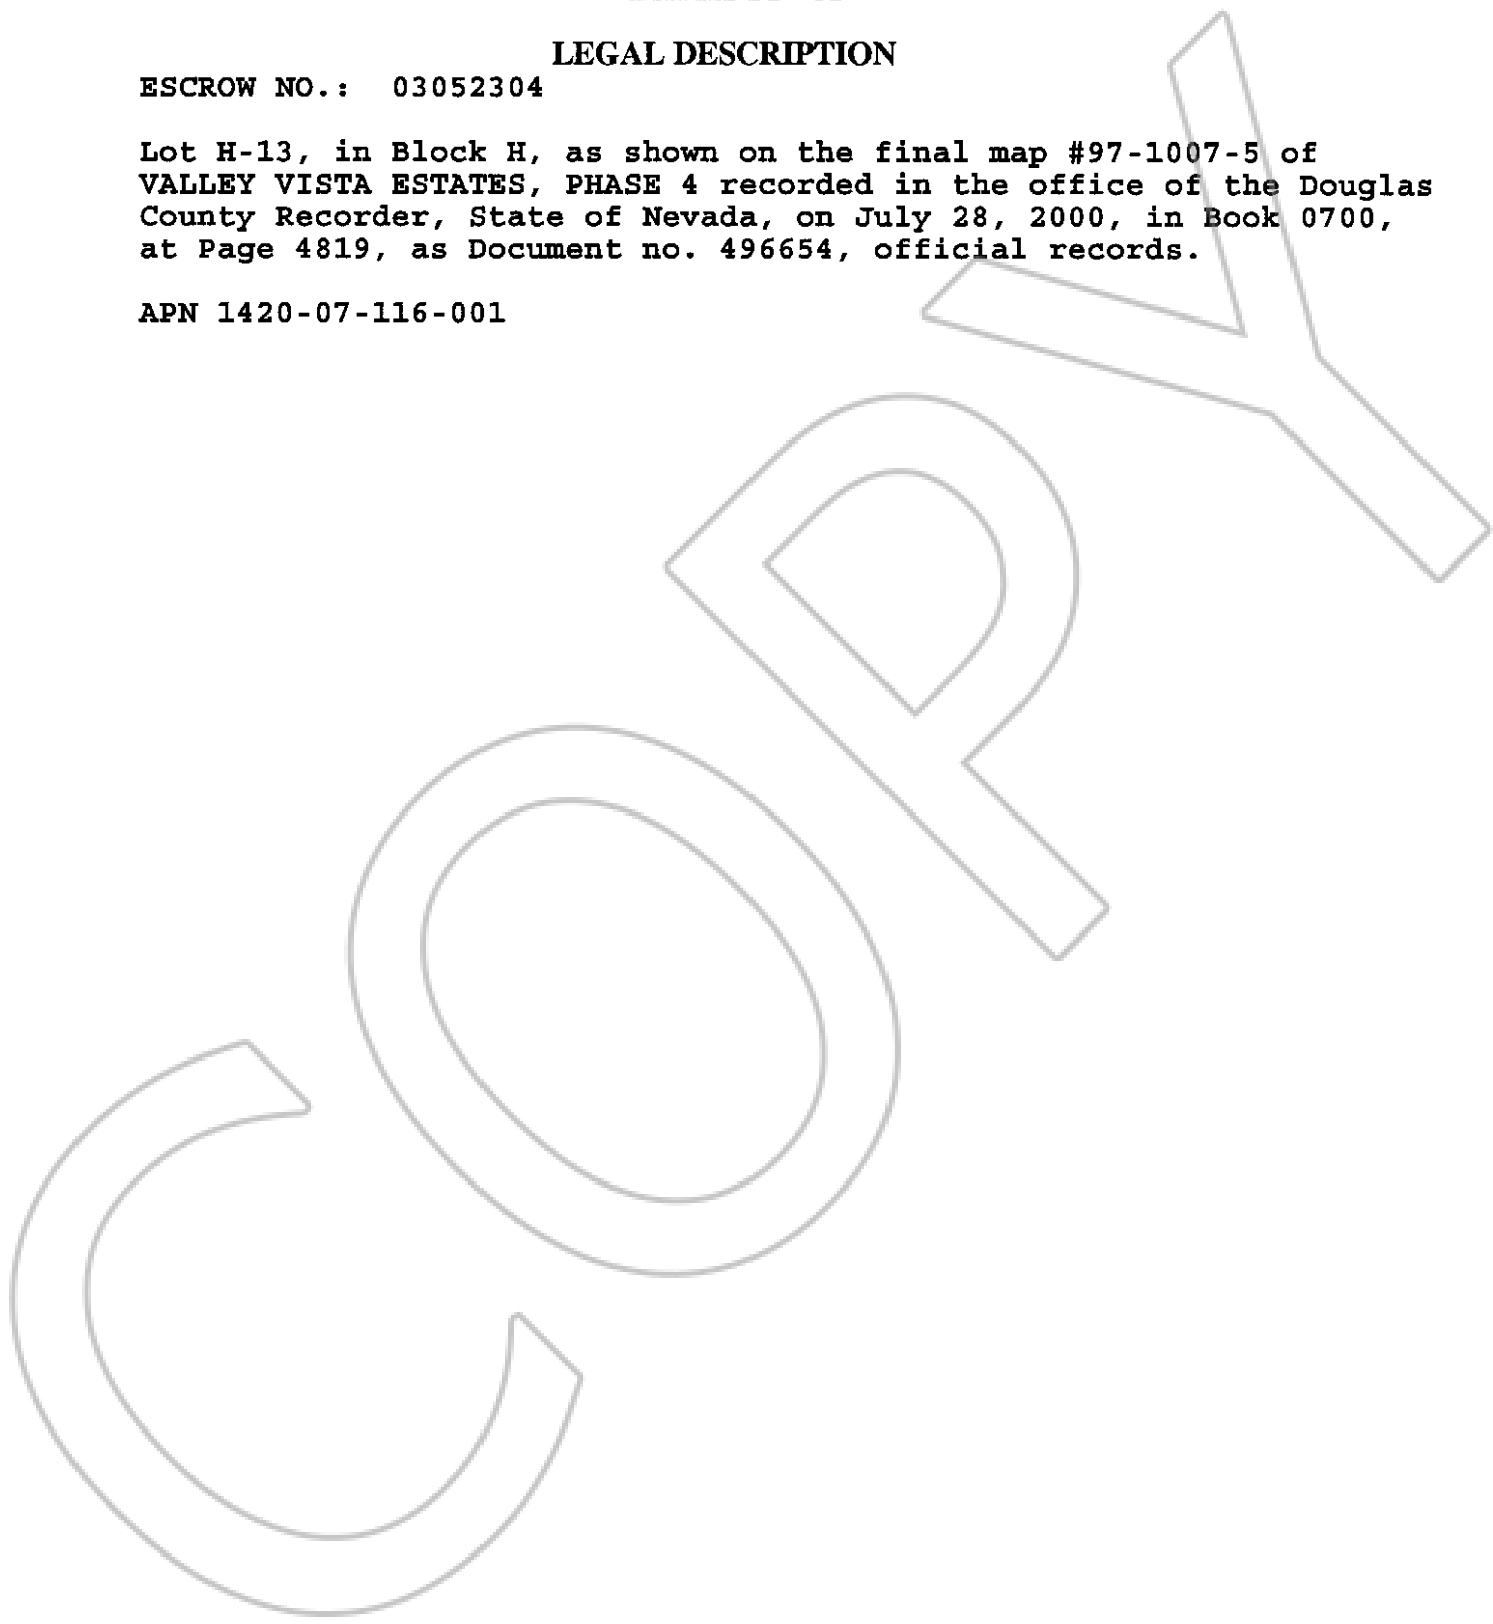 LEGAL DESCRIPTION
ESCROW NO.: 03052304
Lot H-13, in Block H, as shown on the final map #97-1007-5 of
VALLEY VISTA ESTATES, PHASE 4 recorded in the office of the Douglas
County Recorder, State of Nevada, on July 28, 2000, in Book 0700,
at Page 4819, as Document no. 496654, official records.
APN 1420-07-116-001
COPY